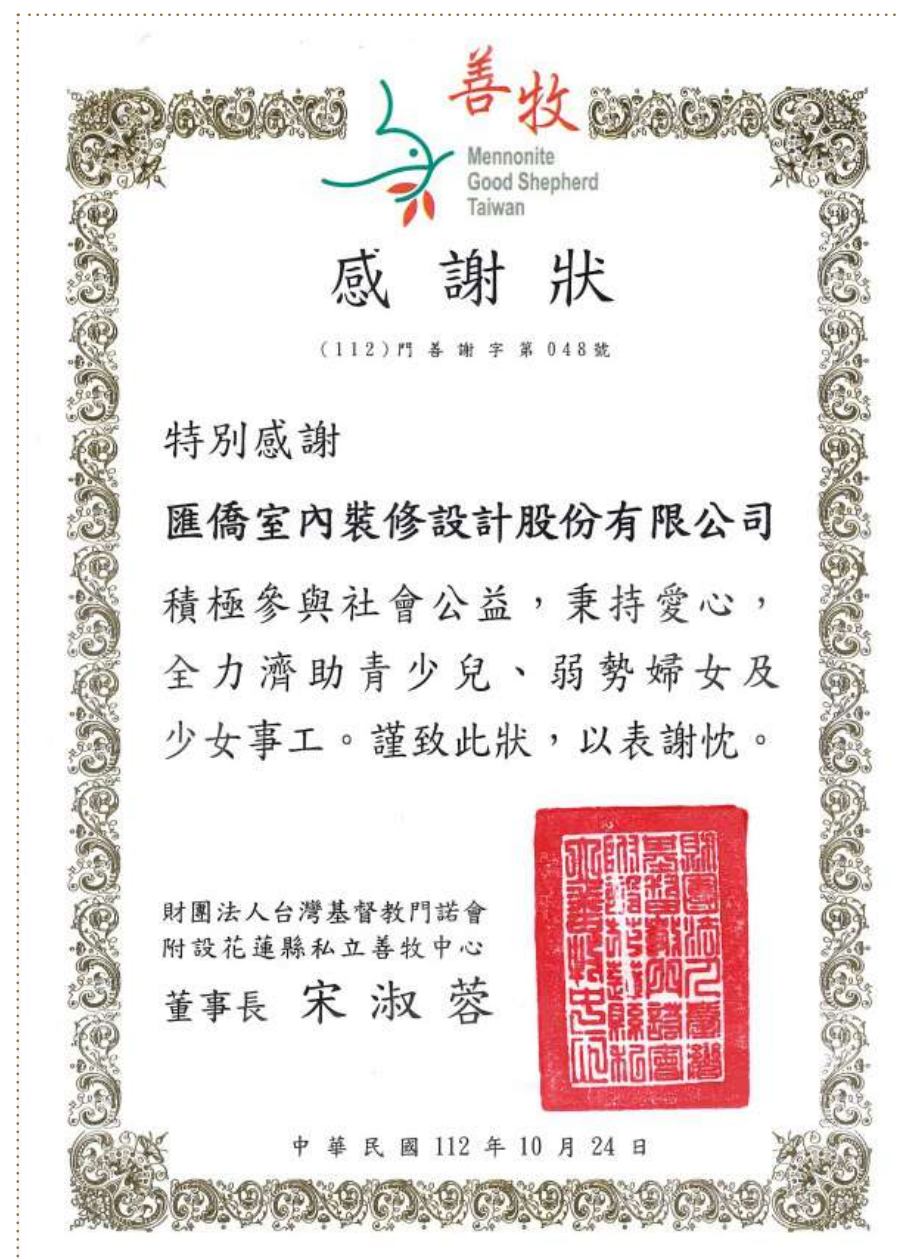 善牧
Mennonite
Good Shepherd
Taiwan
感謝狀
(112)門善謝字第048號
特別感謝
匯僑室內裝修設計股份有限公司
積極參與社會公益，秉持愛心，
全力濟助青少兒、弱勢婦女及
少女事工。謹致此狀，以表謝忱。
財團法人台灣基督教門諾會
附設花蓮縣私立善牧中心
董事長 宋淑蓉
中華民國112年10月24日